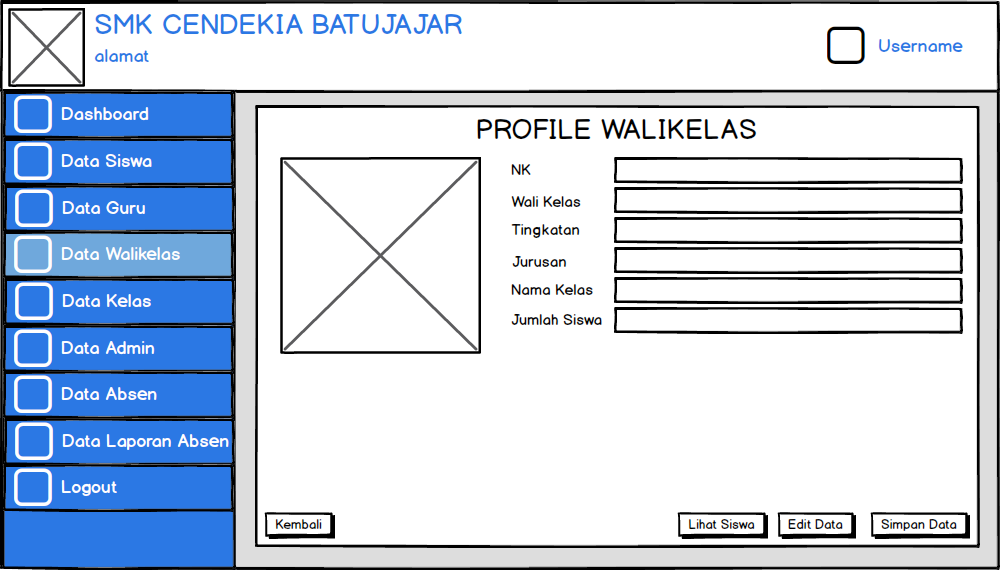 SMK CENDEKIA BATUJAJAR
alamat
Username
Dashboard
Data Siswa
Data Guru
Data Walikelas
Data Kelas
Data Admin
Data Absen
Data Laporan Absen
Logout
PROFILE WALIKELAS
NK
Wali Kelas
Tingkatan
Jurusan
Nama Kelas
Jumlah Siswa
Kembali
Lihat Siswa
Edit Data
Simpan Data